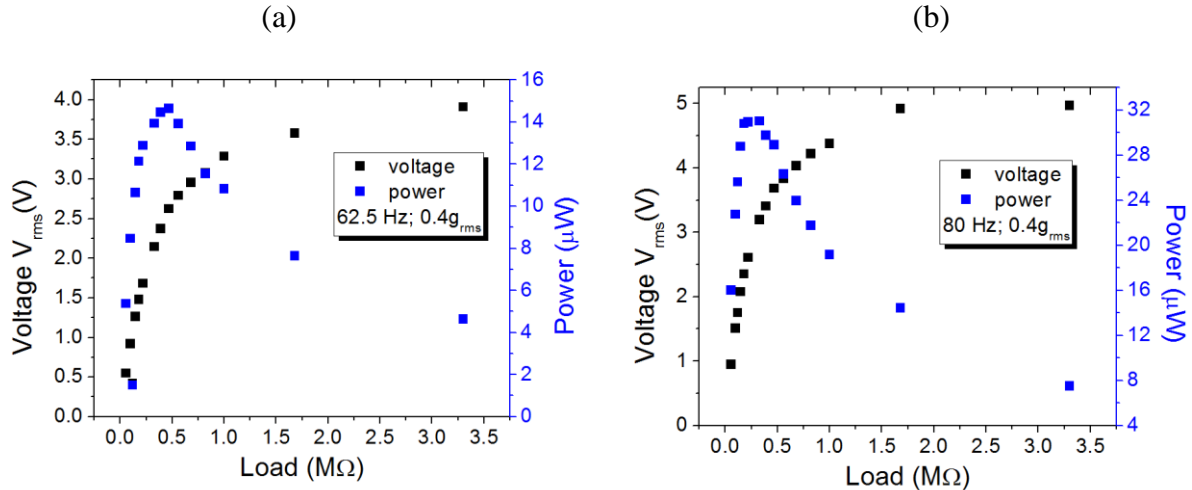 (a)
(b)
Voltage V_rms(V)
4.0
3.5
3.0
2.5
2.0
1.5
1.0
0.5
0.0
voltage
power
62.5 Hz; 0.4g_rms
16
14
12
10
8
6
4
2
0
Power (μW)
0.0 0.5 1.0 1.5 2.0 2.5 3.0 3.5
Load (MΩ)
Voltage V_rms(V)
5
4
3
2
1
0
voltage
power
80 Hz; 0.4g_rms
32
28
24
20
16
12
8
4
Power (μW)
0.0 0.5 1.0 1.5 2.0 2.5 3.0 3.5
Load (MΩ)